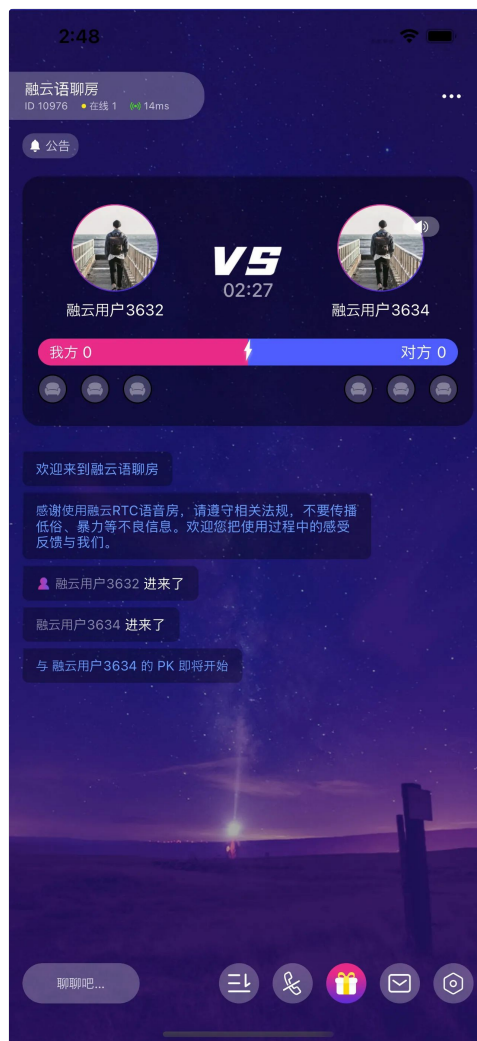 2:48
融云语聊房
ID 10976 在线 1 14ms
公告
VS
02:27
融云用户3632
融云用户3634
我方 0
对方 0
欢迎来到融云语聊房
感谢使用融云RTC语音房，请遵守相关法规，不要传播
低俗、暴力等不良信息。欢迎您把使用过程中的感受
反馈与我们。
融云用户3632 进来了
融云用户3634 进来了
与 融云用户3634 的 PK 即将开始
聊聊吧...